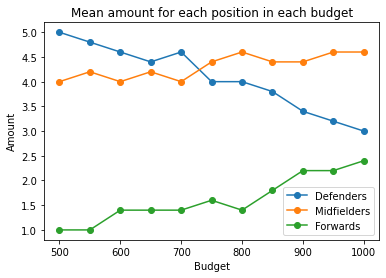 Mean amount for each position in each budget
Amount
5.0
4.5
4.0
3.5
3.0
2.5
2.0
1.5
1.0
Defenders
Midfielders
Forwards
500 600 700 800 900 1000
Budget